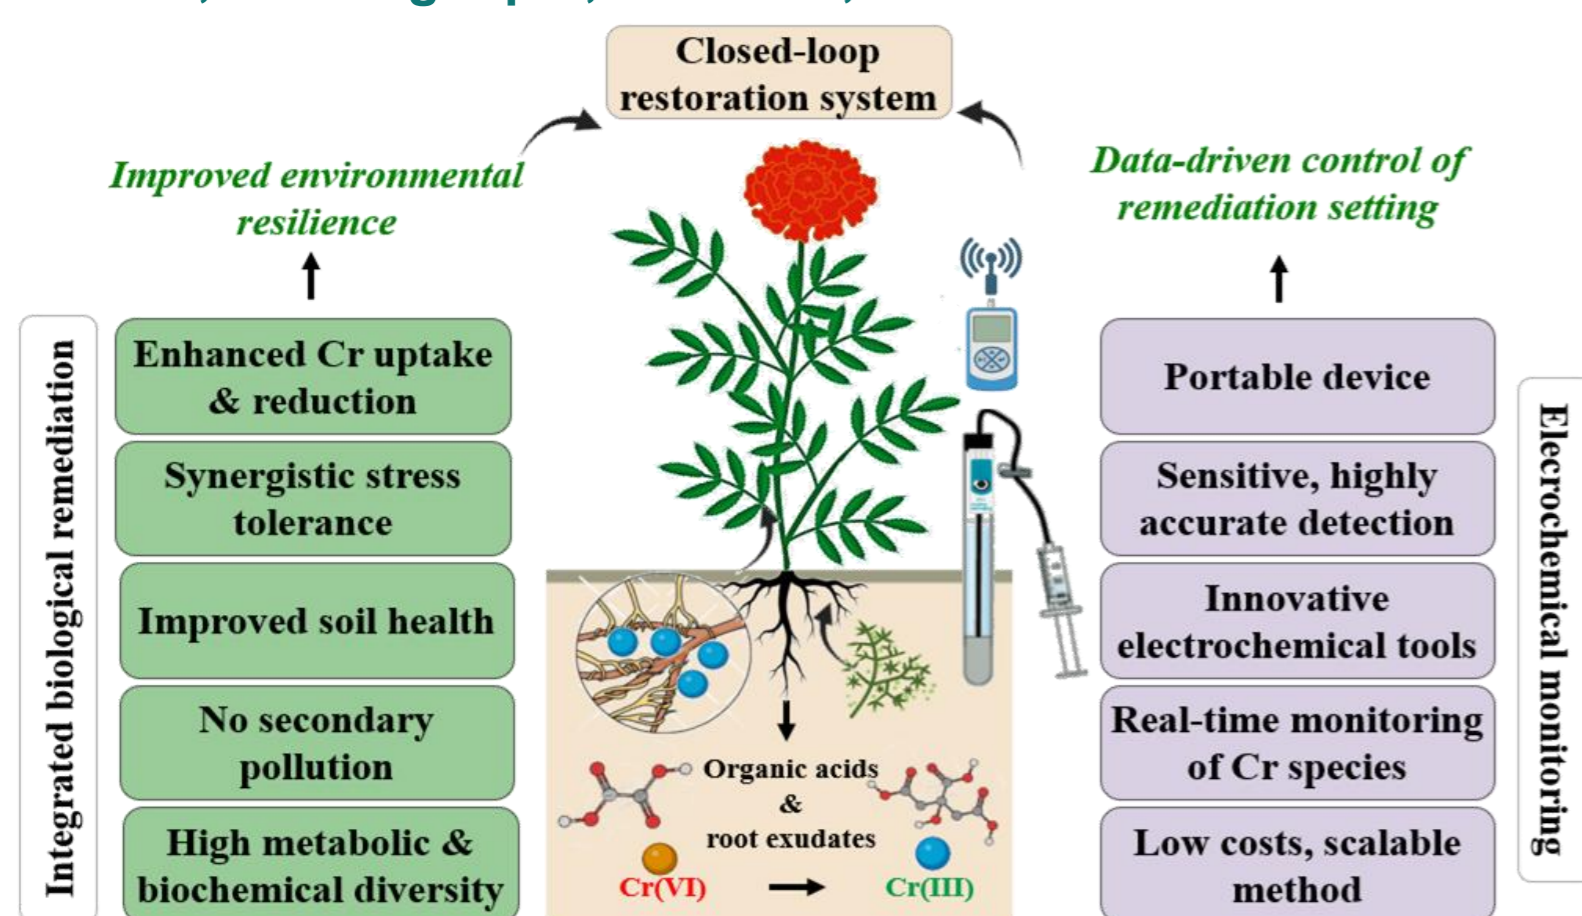 Closed-loop
restoration system
Improved environmental
resilience
Data-driven control of
remediation setting
Integrated biological remediation
Enhanced Cr uptake
& reduction
Synergistic stress
tolerance
Improved soil health
No secondary
pollution
High metabolic &
biochemical diversity
Organic acids
&
root exudates
Cr(VI)
Cr(III)
Portable device
Sensitive, highly
accurate detection
Innovative
electrochemical tools
Real-time monitoring
of Cr species
Low costs, scalable
method
Elecrochemical monitoring